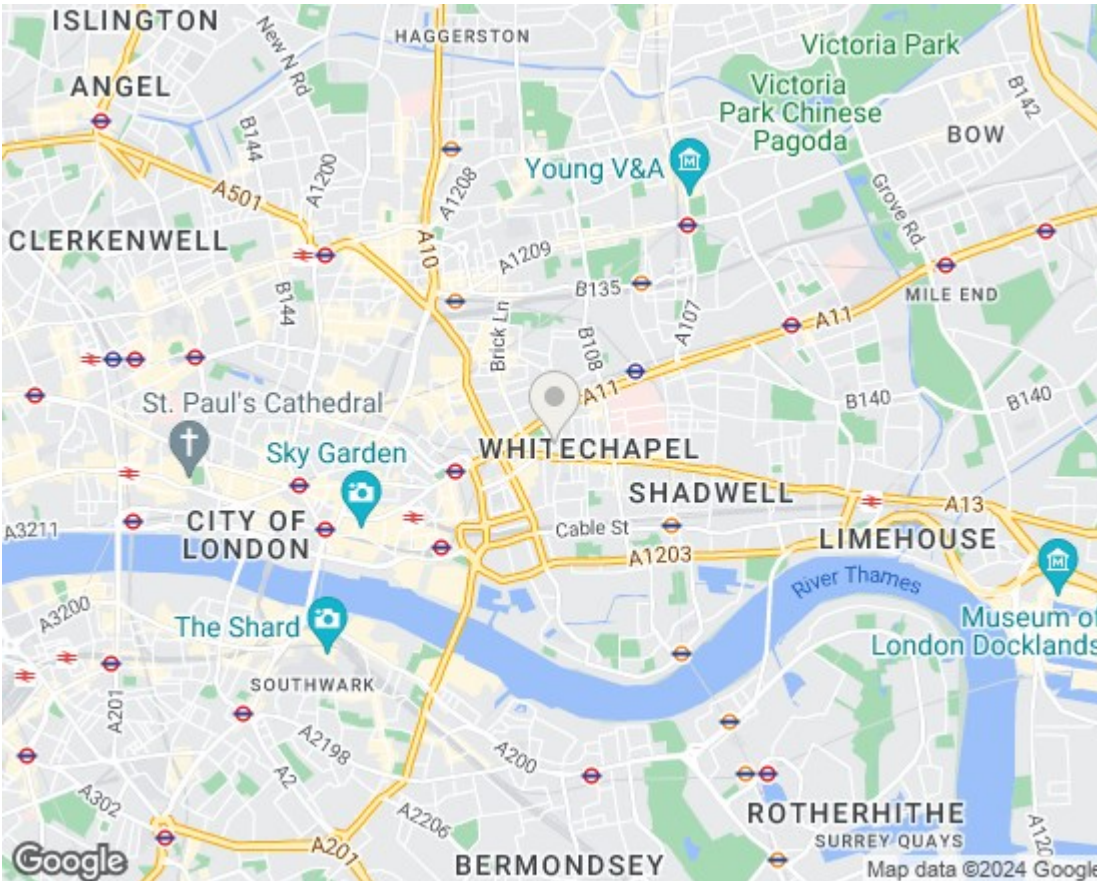 ISLINGTON
HAGGERSTON
New N Rd
Victoria Park
ANGEL
Victoria
Park Chinese
Pagoda
B142
BOW
B144
A1200
A1208
Young V&A
A501
Grove Rd
CLERKENWELL
A10
A1209
B135
MILE END
B144
Brick Ln
B108
A107
A11
St. Paul's Cathedral
A11
B140
B140
Sky Garden
WHITECHAPEL
SHADWELL
A13
A3211
CITY OF
LONDON
Cable St
A1203
LIMEHOUSE
River Thames
A3200
The Shard
Museum of
London Docklands
SOUTHWARK
A201
A2198
A200
A2
A302
A2206
ROTHERHITHE
SURREY QUAYS
A201
A120
BERMONDSEY
Google
Map data ©2024 Google